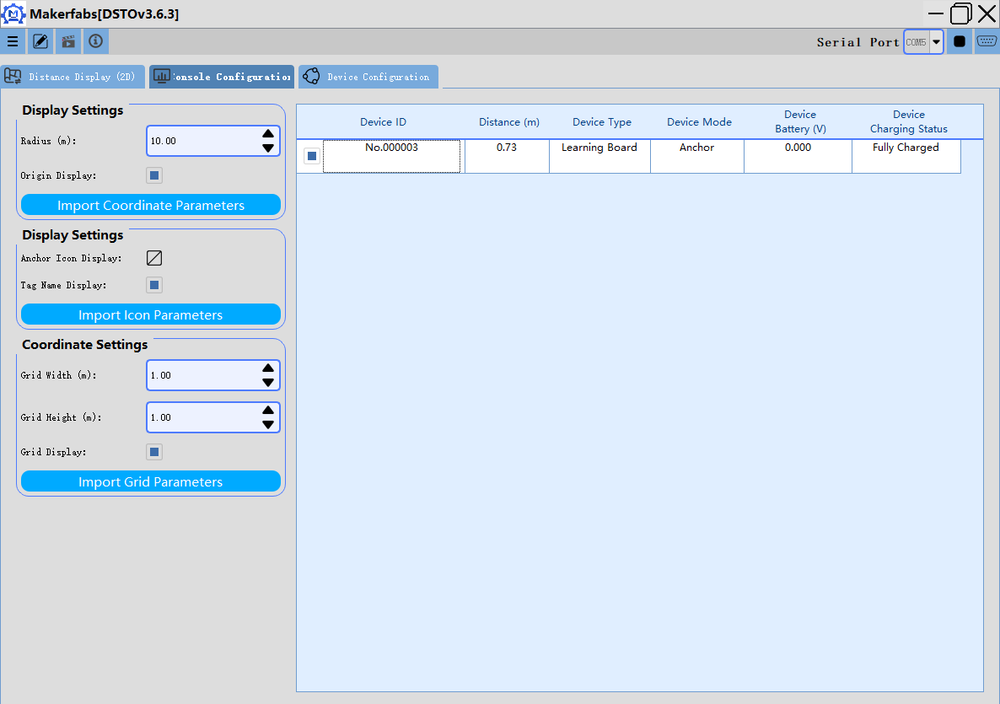 Makerfabs[DSTOv3.6.3]
Serial Port COM5
Distance Display (2D) Console Configuration Device Configuration
Display Settings
Radius (m): 10.00
Origin Display:
Import Coordinate Parameters
Display Settings
Anchor Icon Display:
Tag Name Display:
Import Icon Parameters
Coordinate Settings
Grid Width (m): 1.00
Grid Height (m): 1.00
Grid Display:
Import Grid Parameters
Device ID Distance (m) Device Type Device Mode Device Battery (V) Device Charging Status
No.000003 0.73 Learning Board Anchor 0.000 Fully Charged